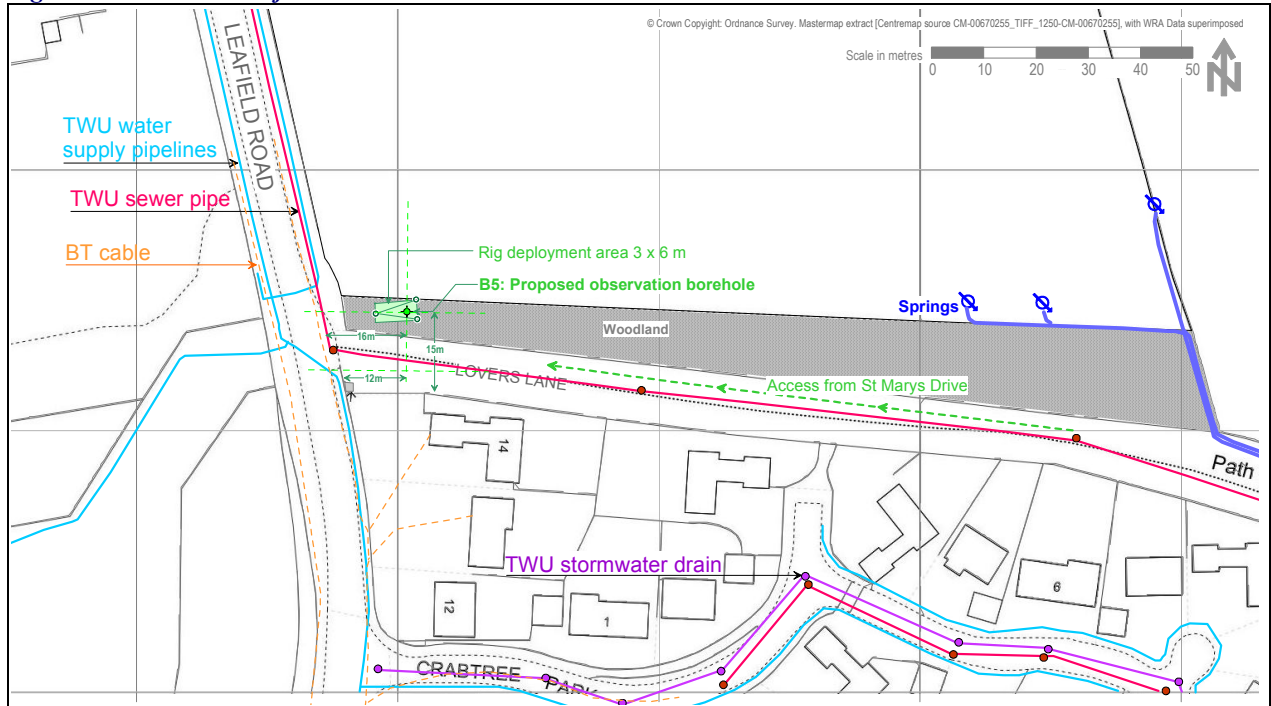 © Crown Copyright: Ordnance Survey. Mastermap extract [Centremap source CM-00670255_TIFF_1250-CM-00670255], with WRA Data superimposed
Scale in metres
0 10 20 30 40 50
N
LEAFIELD ROAD
TWU water
supply pipelines
TWU sewer pipe
BT cable
Rig deployment area 3 x 6 m
B5: Proposed observation borehole
Springs
Woodland
16m
15m
12m
LOVERS LANE
Access from St Marys Drive
Path
14
TWU stormwater drain
12
1
6
CRABTREE PARK